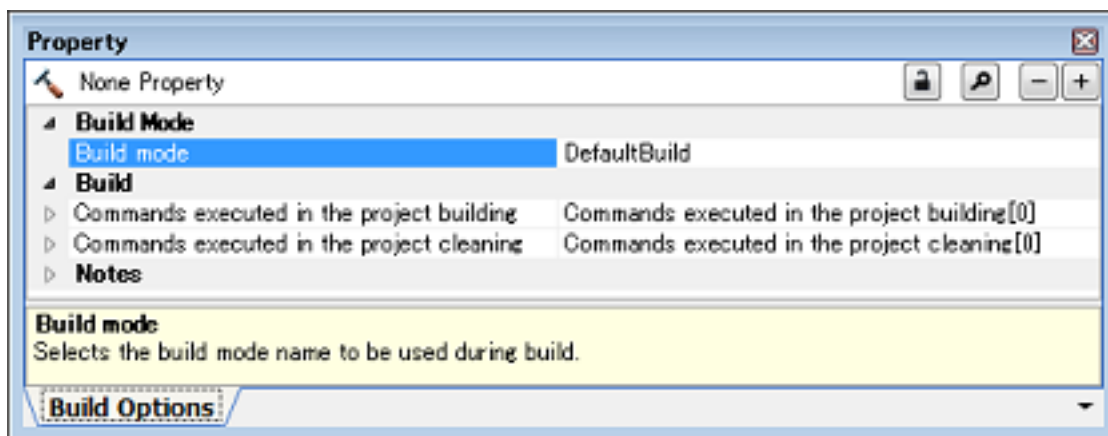 Property
None Property
Build Mode
Build mode DefaultBuild
Build
Commands executed in the project building Commands executed in the project building[0]
Commands executed in the project cleaning Commands executed in the project cleaning[0]
Notes
Build mode
Selects the build mode name to be used during build.
Build Options